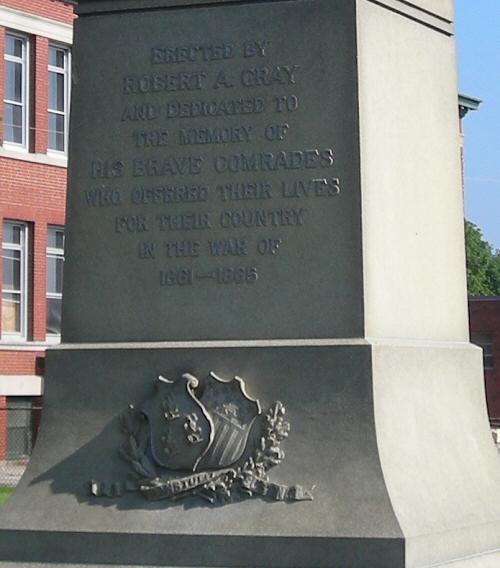 ERECTED BY
ROBERT A. GRAY
AND DEDICATED TO
THE MEMORY OF
HIS BRAVE COMRADES
WHO OFFERED THEIR LIVES
FOR THEIR COUNTRY
IN THE WAR OF
1861—1865